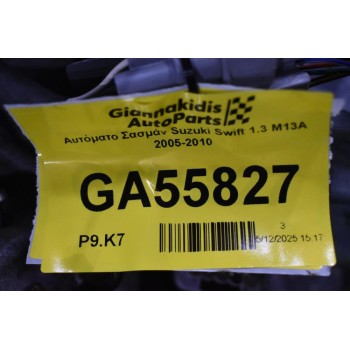 Giannakidis
AutoParts
Αυτόματο Σασμάν Suzuki Swift 1.3 M13A
2005-2010
GA55827
P9.K7
3
5/12/2025 15:17